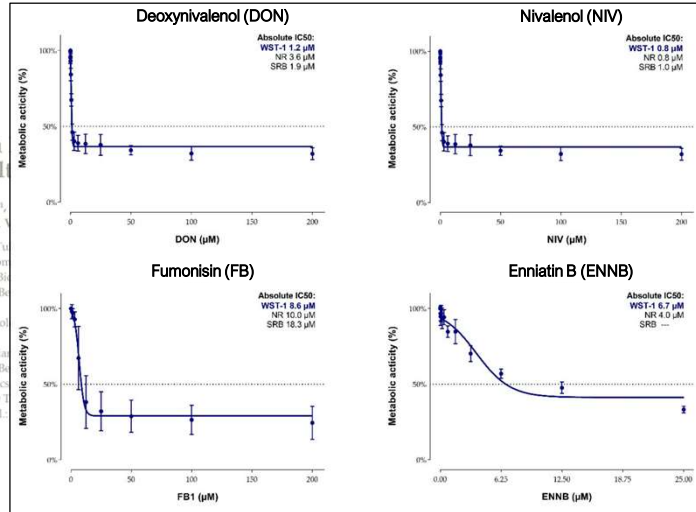 Deoxynivalenol (DON)
Absolute IC50:
WST-1 1.2 µM
NR 3.6 µM
SRB 1.9 µM
Metabolic acticity (%)
100%
50%
0%
0
50
100
150
200
DON (µM)
Nivalenol (NIV)
Absolute IC50:
WST-1 0.8 µM
NR 0.8 µM
SRB 1.0 µM
Metabolic acticity (%)
100%
50%
0%
0
50
100
150
200
NIV (µM)
Fumonisin (FB)
Absolute IC50:
WST-1 8.6 µM
NR 10.0 µM
SRB 18.3 µM
Metabolic acticity (%)
100%
50%
0%
0
50
100
150
200
FB1 (µM)
Enniatin B (ENNB)
Absolute IC50:
WST-1 6.7 µM
NR 4.0 µM
SRB ---
Metabolic acticity (%)
100%
50%
0%
0.00
6.23
12.50
18.75
25.00
ENNB (µM)